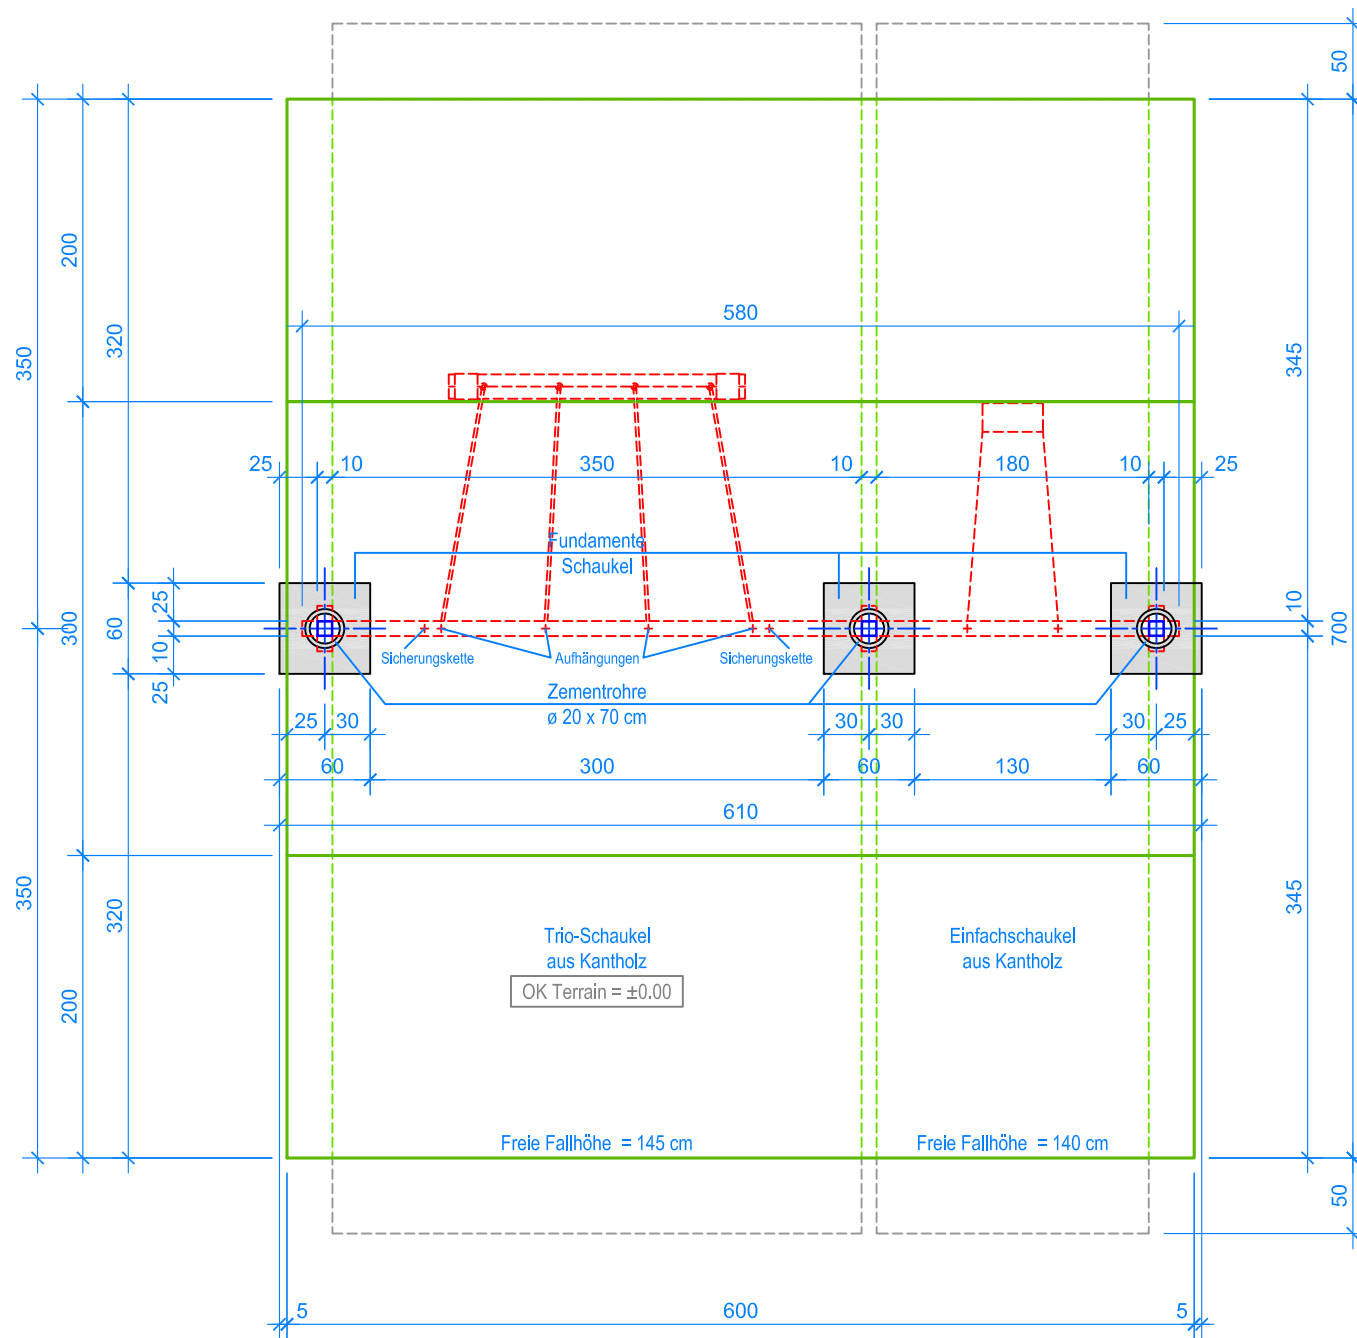 50
200
320
350
580
345
25
10
350
10
180
10
25
Fundamente
Schaukel
25
10
25
60
300
10
700
Sicherungskette
Aufhängungen
Sicherungskette
Zementrohre
ø 20 x 70 cm
25
30
30
30
30
25
60
300
60
130
60
610
350
320
200
345
Trio-Schaukel
aus Kantholz
OK Terrain = ±0.00
Einfachschaukel
aus Kantholz
Freie Fallhöhe = 145 cm
Freie Fallhöhe = 140 cm
50
5
600
5